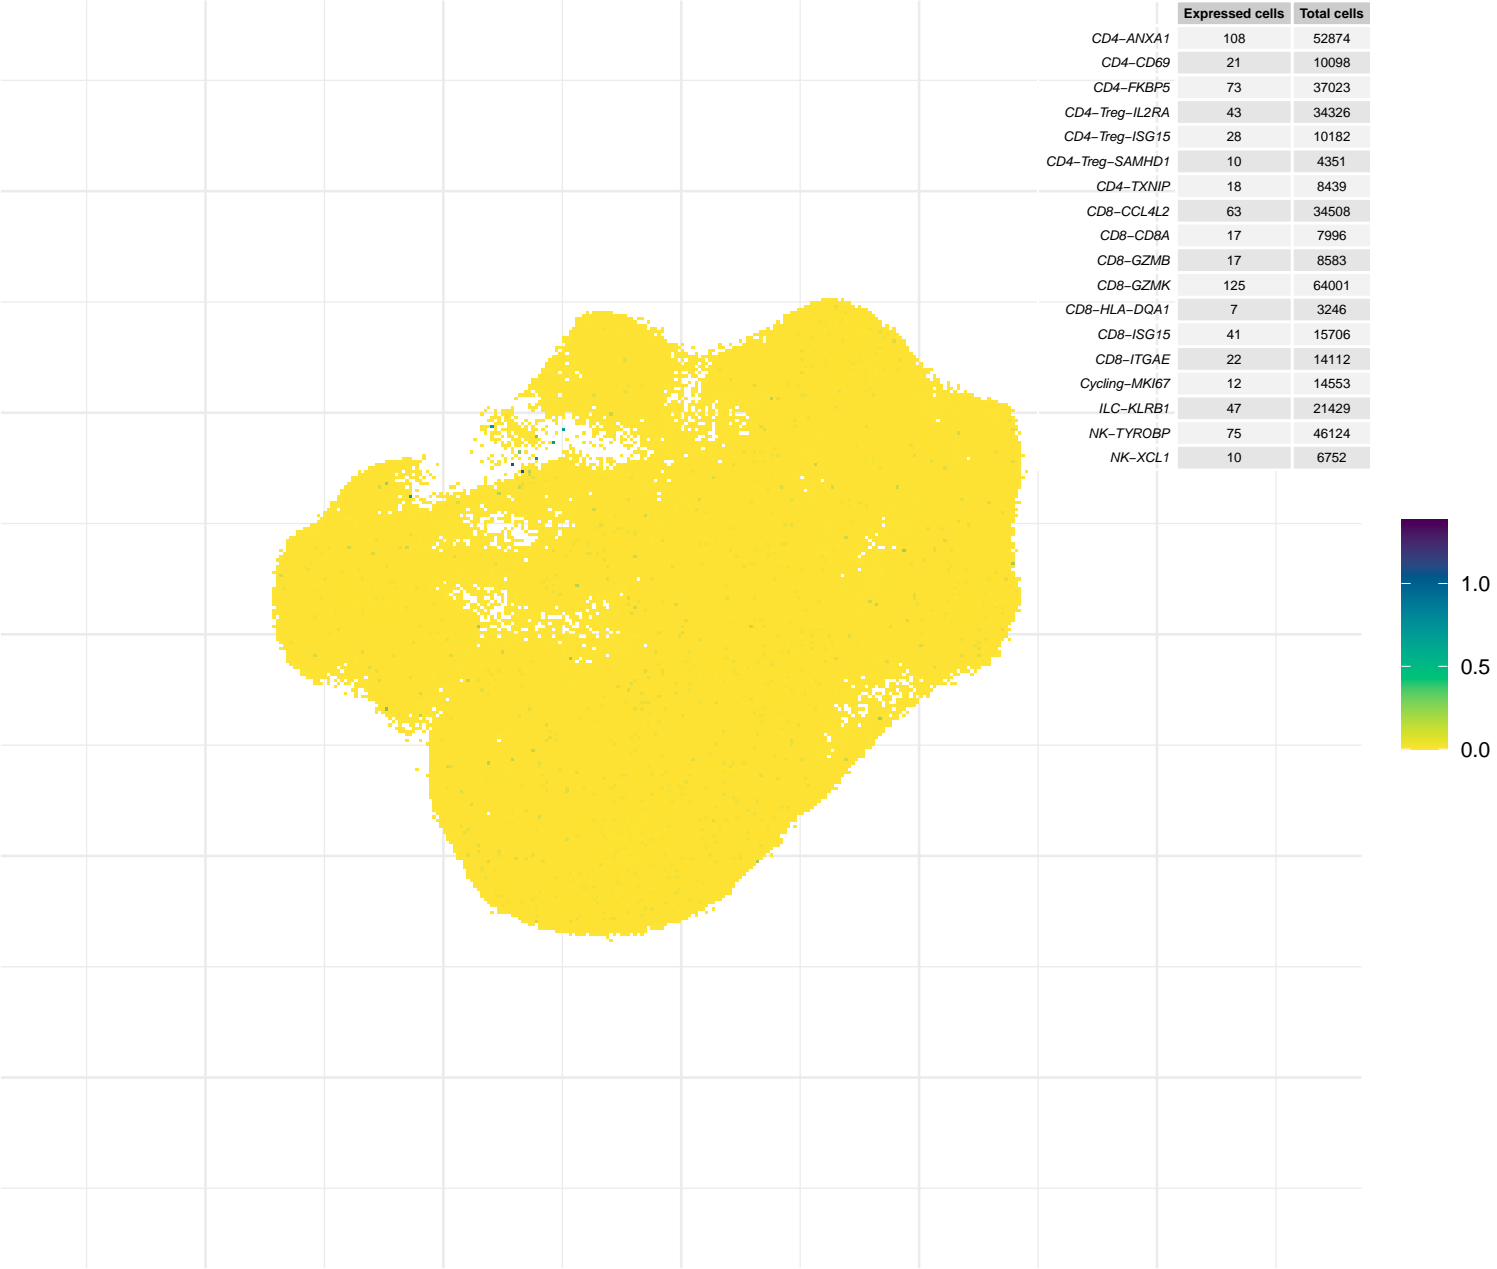 Expressed cells Total cells
CD4−ANXA1 108 52874
CD4−CD69 21 10098
CD4−FKBP5 73 37023
CD4−Treg−IL2RA 43 34326
CD4−Treg−ISG15 28 10182
CD4−Treg−SAMHD1 10 4351
CD4−TXNIP 18 8439
CD8−CCL4L2 63 34508
CD8−CD8A 17 7996
CD8−GZMB 17 8583
CD8−GZMK 125 64001
CD8−HLA−DQA1 7 3246
CD8−ISG15 41 15706
CD8−ITGAE 22 14112
Cycling−MKI67 12 14553
ILC−KLRB1 47 21429
NK−TYROBP 75 46124
NK−XCL1 10 6752
1.0
0.5
0.0